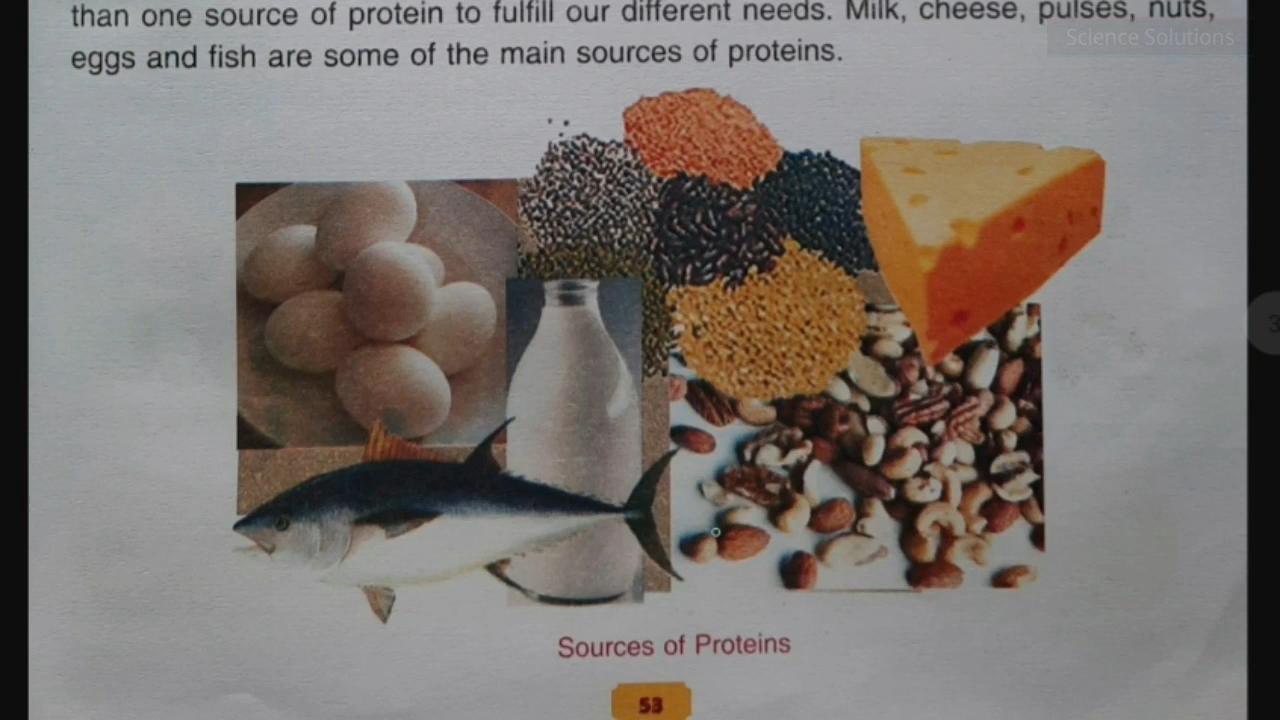 than one source of protein to fulfill our different needs. Milk, cheese, pulses, nuts,
Science Solutions
eggs and fish are some of the main sources of proteins.
Sources of Proteins
53